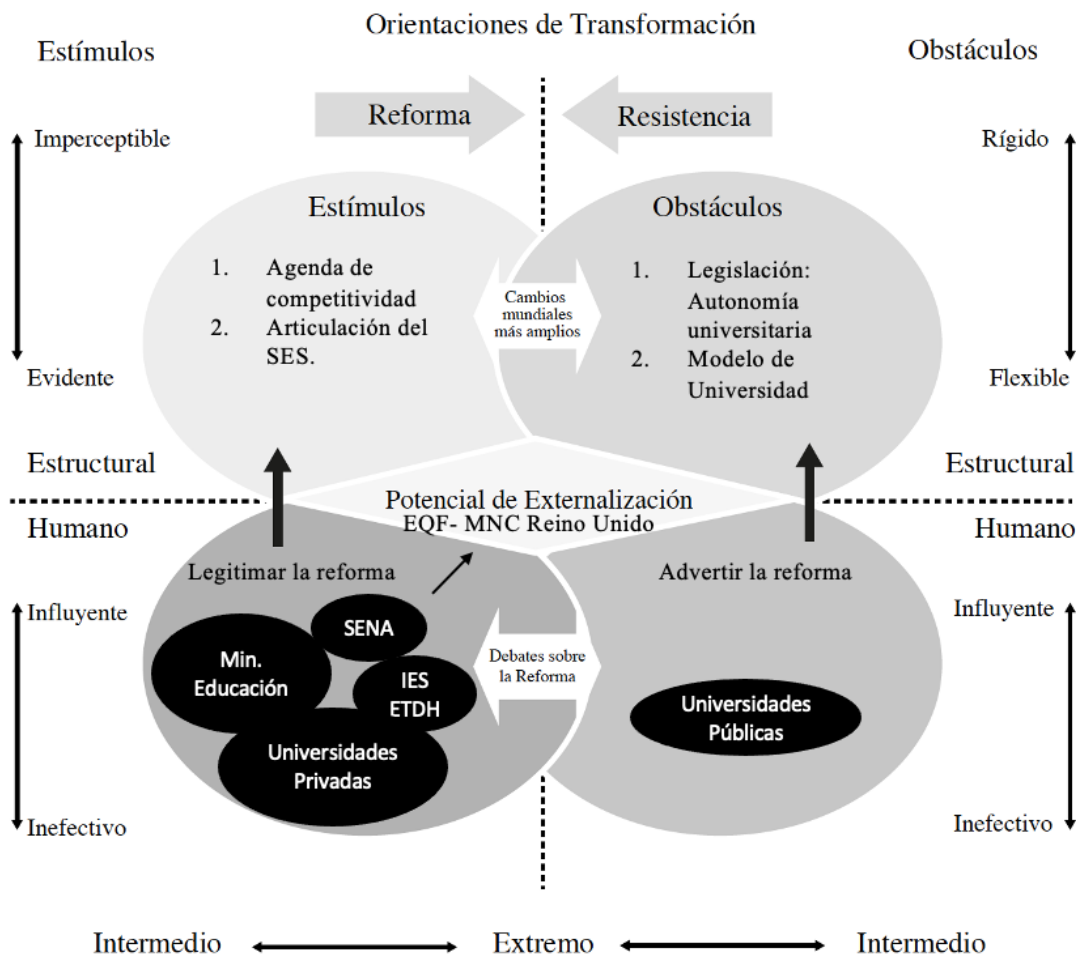 Orientaciones de Transformación
Estímulos
Obstáculos
Reforma
Resistencia
Imperceptible
Rígido
Estímulos
1. Agenda de
competitividad
2. Articulación del
SES.
Obstáculos
1. Legislación:
Autonomía
universitaria
2. Modelo de
Universidad
Cambios
mundiales
más amplios
Evidente
Flexible
Estructural
Estructural
Potencial de Externalización
EQF- MNC Reino Unido
Humano
Humano
Legitimar la reforma
Advertir la reforma
Influyente
Influyente
SENA
Min.
Educación
IES
ETDH
Universidades
Privadas
Debates sobre
la Reforma
Universidades
Públicas
Inefectivo
Inefectivo
Intermedio
Extremo
Intermedio